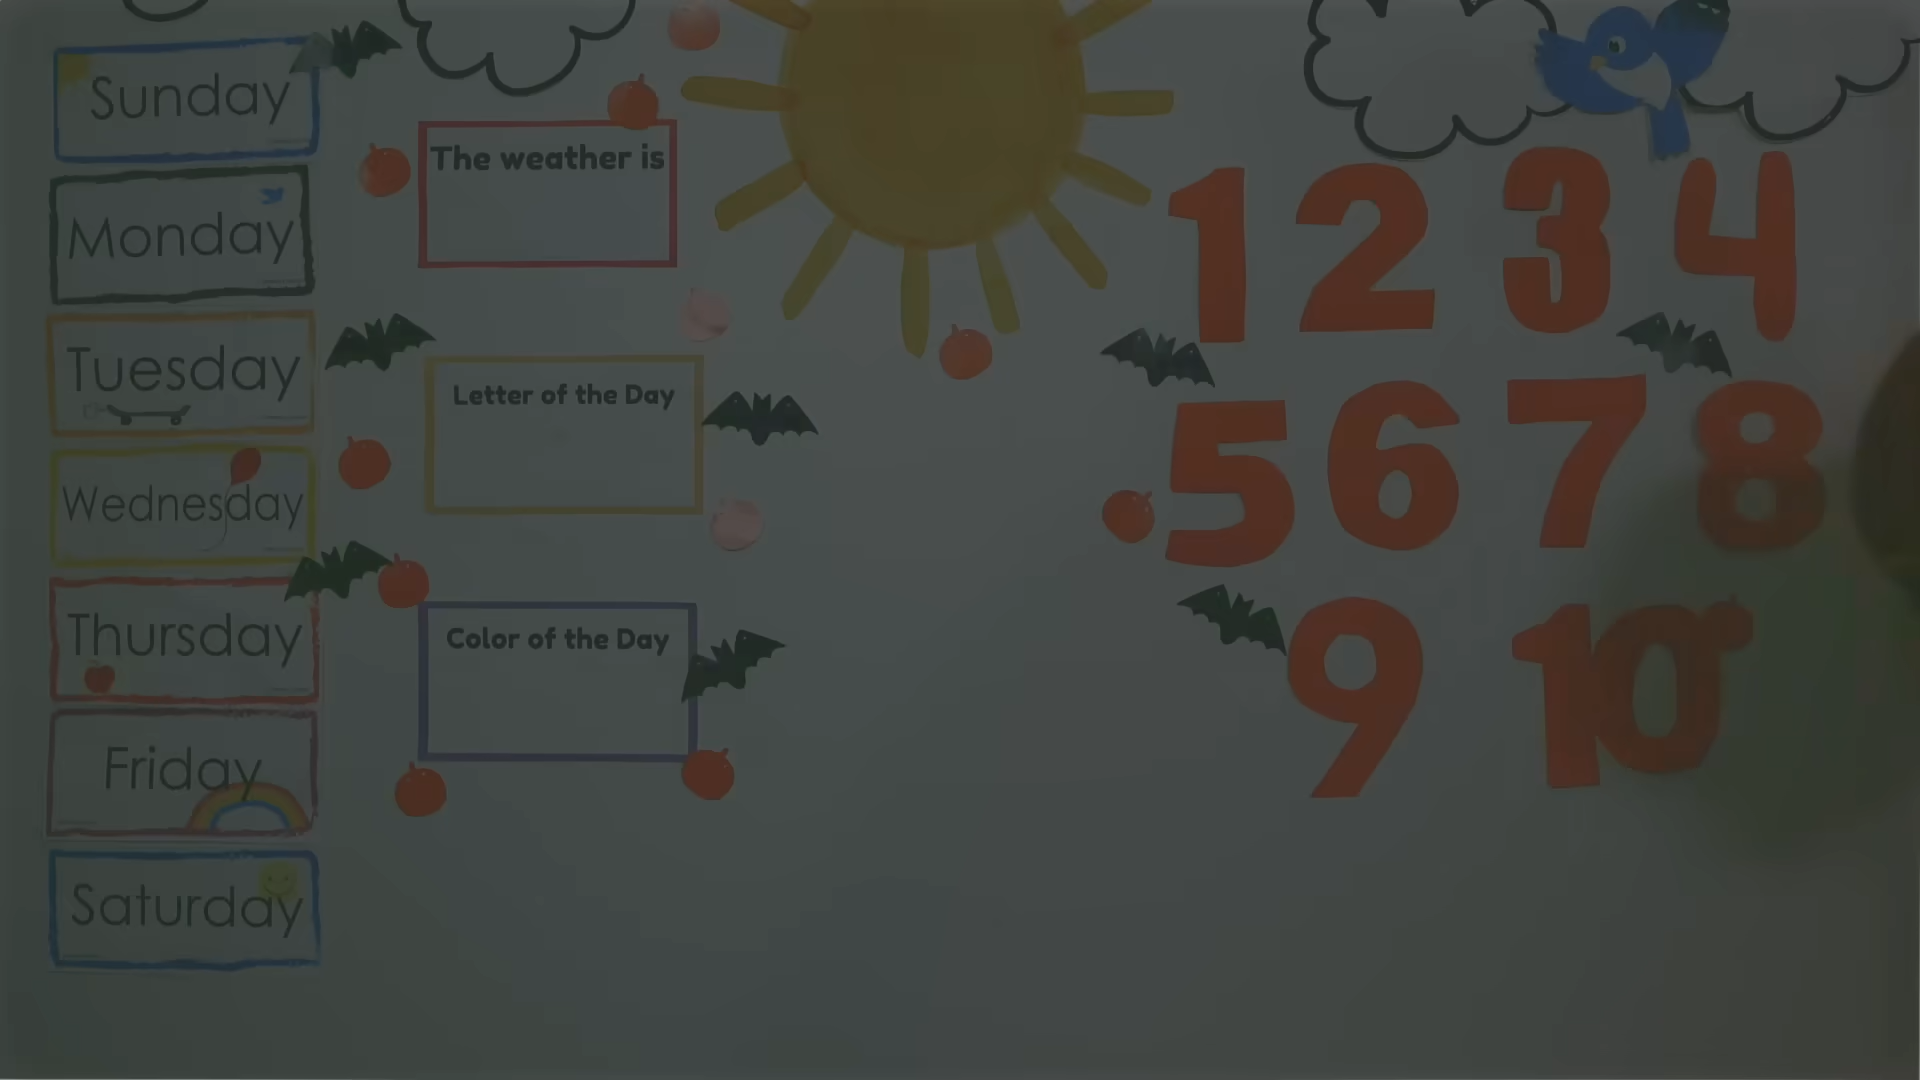 Sunday
Monday
Tuesday
Wednesday
Thursday
Friday
Saturday
The weather is
Letter of the Day
Color of the Day
1 2 3 4
5 6 7 8
9 10